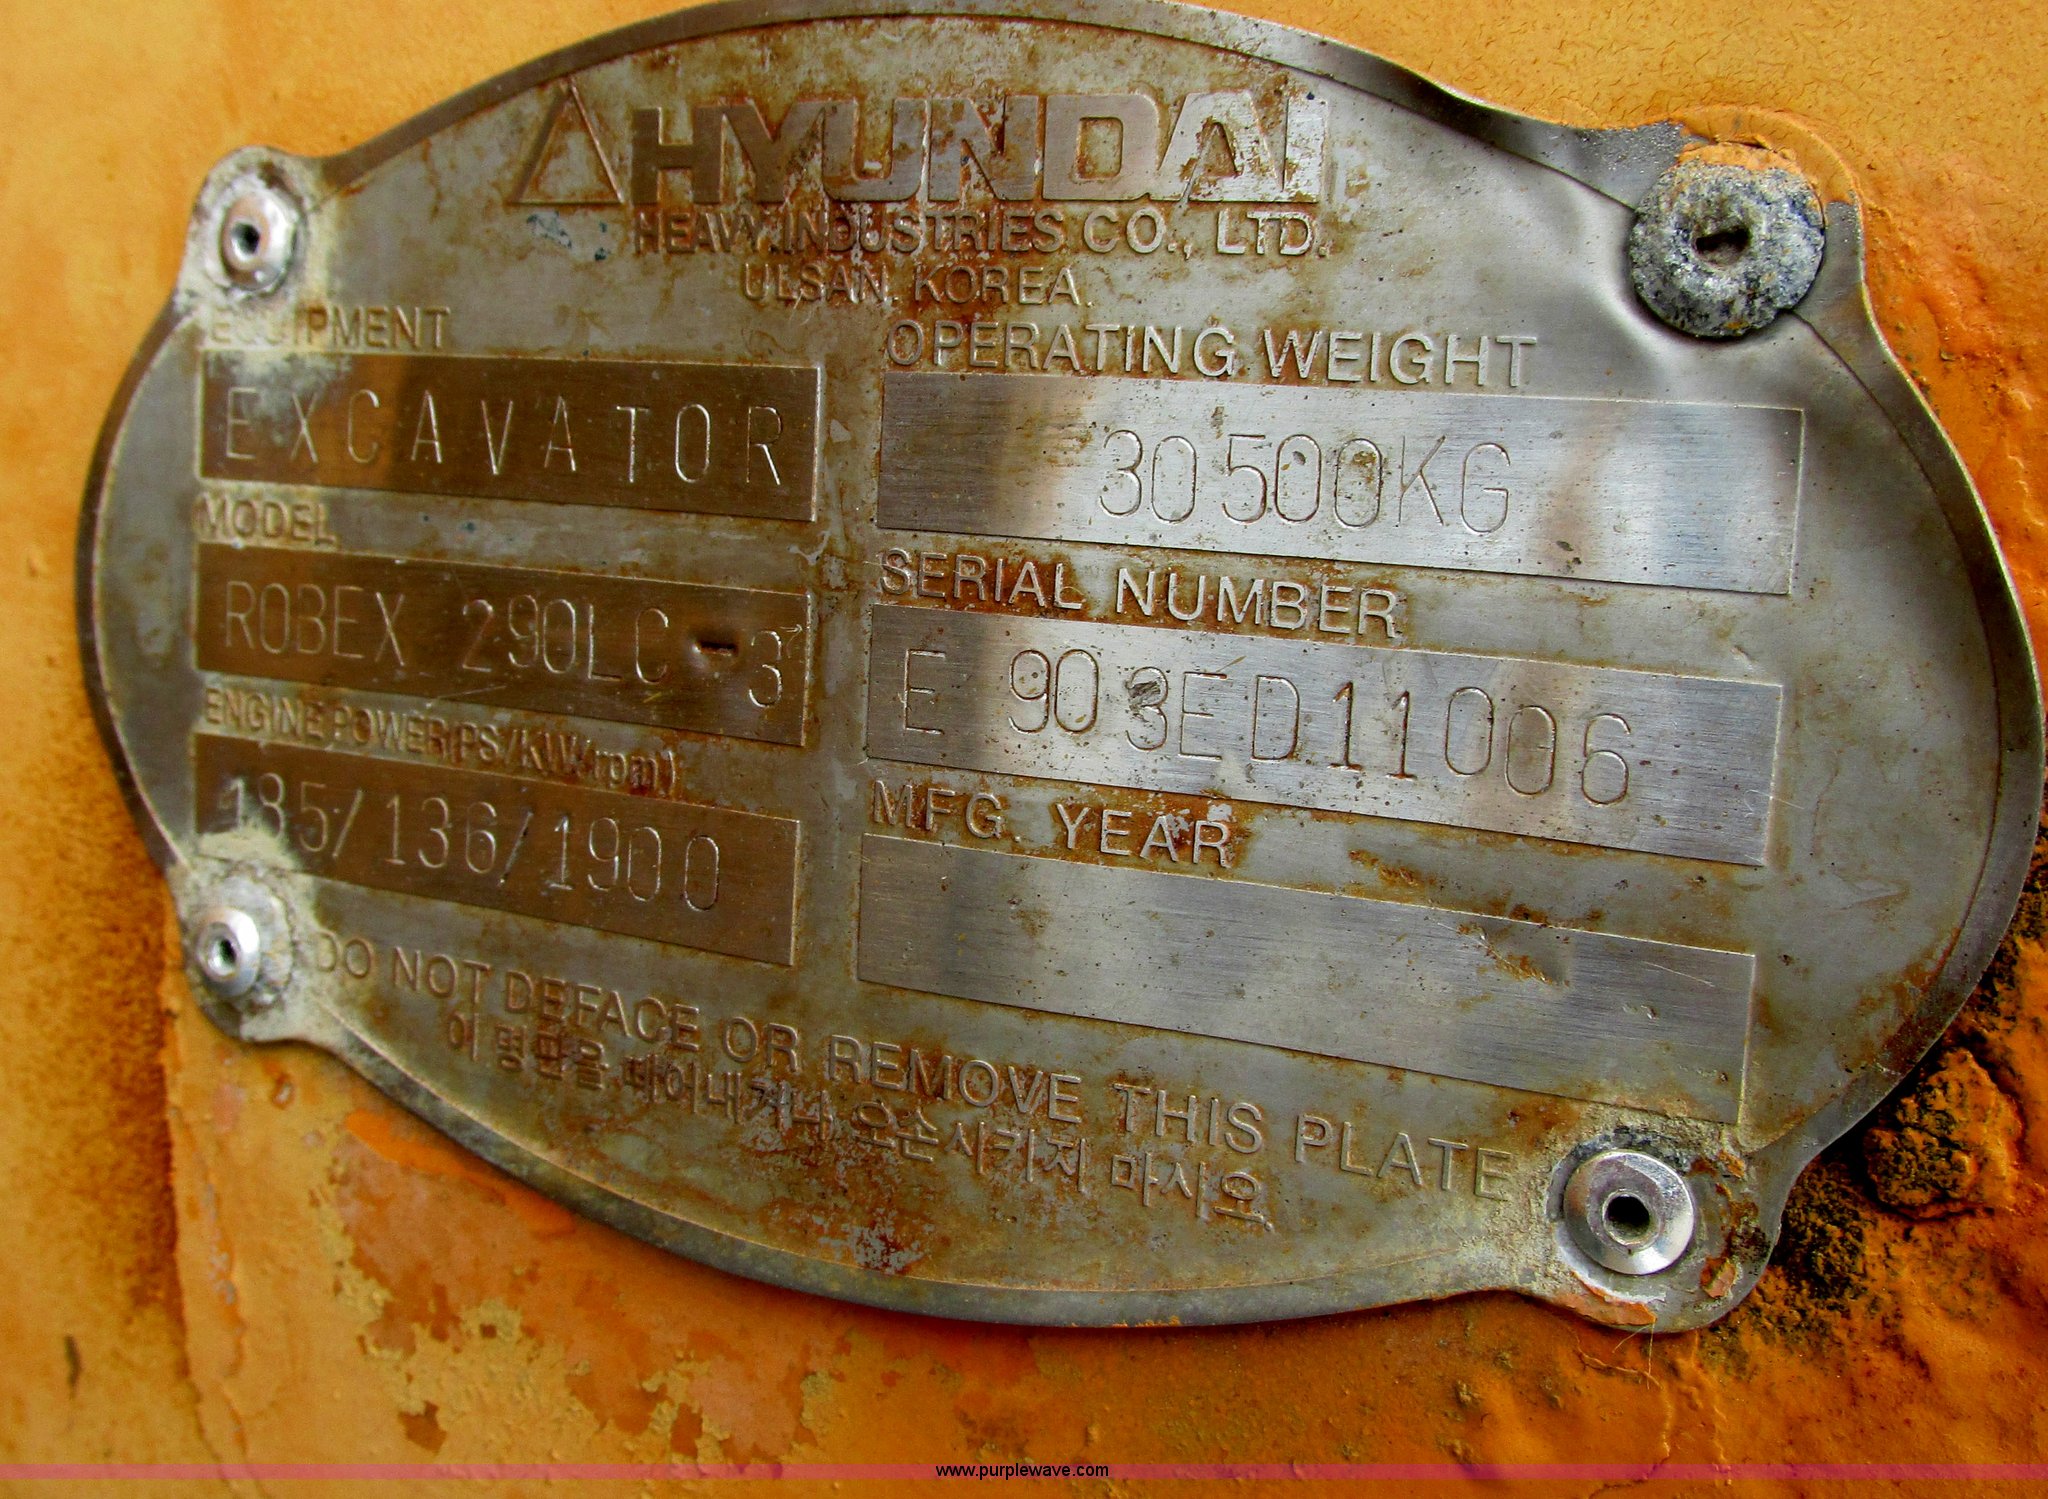 HYUNDAI
HEAVY INDUSTRIES CO., LTD.
ULSAN, KOREA.
EQUIPMENT
EXCAVATOR
MODEL
ROBEX 290LC-3
ENGINE POWER(PS/KW/rpm)
185/136/1900
OPERATING WEIGHT
30500KG
SERIAL NUMBER
E 903ED11006
MFG. YEAR
DO NOT DEFACE OR REMOVE THIS PLATE
이 명판을 떼어내거나 오손시키지 마시오
www.purplewave.com